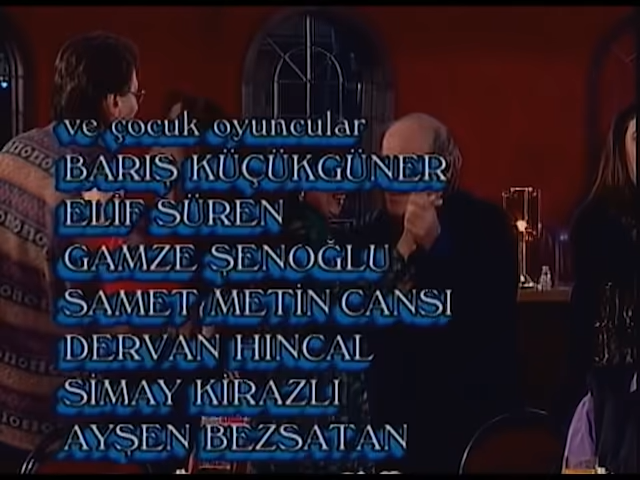 ve çocuk oyuncular
BARIŞ KÜÇÜKGÜNER
ELİF SÜREN
GAMZE ŞENOĞLU
SAMET METİN CANSI
DERVAN HINCAL
SİMAY KİRAZLI
AYŞEN BEZSATAN